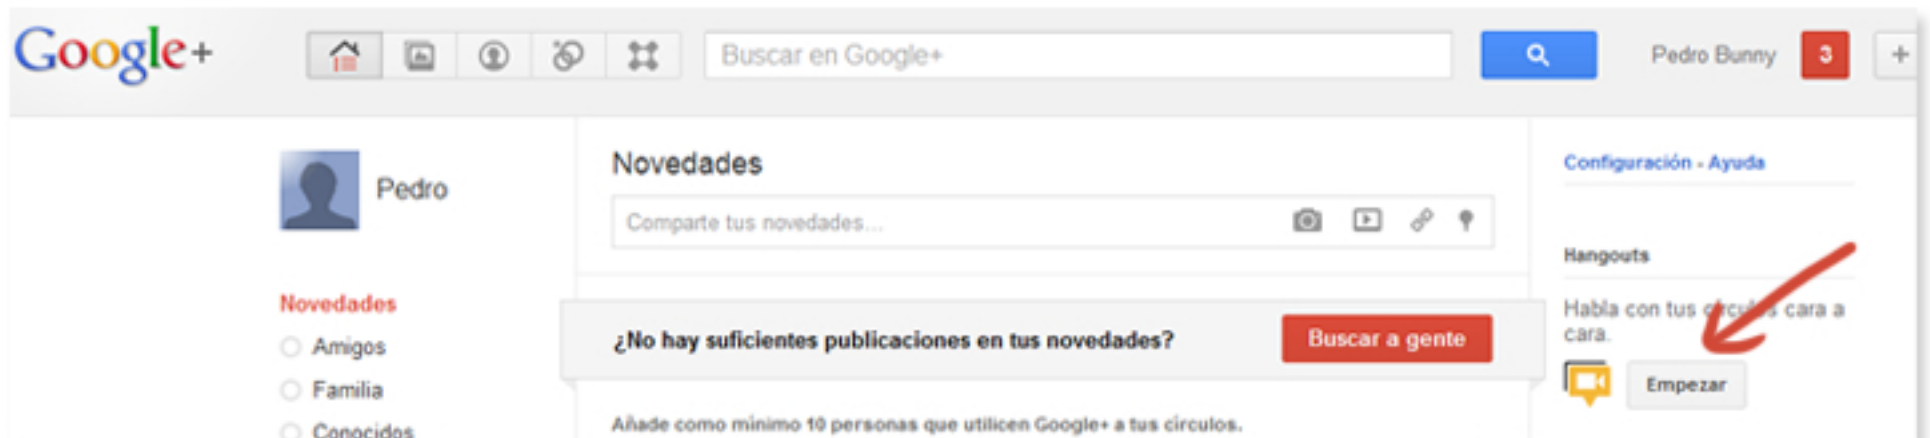 Google+
Buscar en Google+
Pedro Bunny
3
+
Pedro
Novedades
Amigos
Familia
Conocidos
Novedades
Comparte tus novedades...
¿No hay suficientes publicaciones en tus novedades?
Buscar a gente
Añade como mínimo 10 personas que utilicen Google+ a tus círculos.
Configuración - Ayuda
Hangouts
Habla con tus círculos cara a
cara.
Empezar